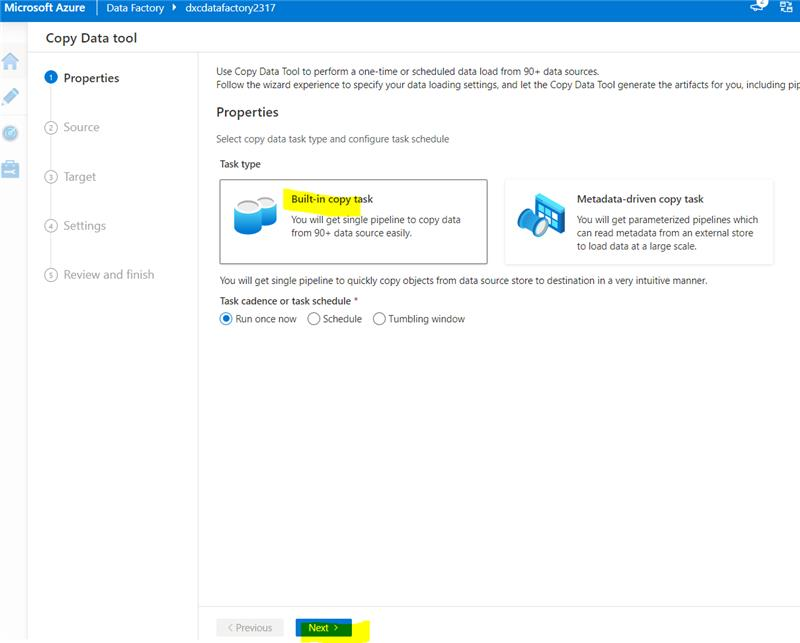 Microsoft Azure
Data Factory
dxcdatafactory2317
2
Copy Data tool
1 Properties
2 Source
3 Target
4 Settings
5 Review and finish
Use Copy Data Tool to perform a one-time or scheduled data load from 90+ data sources.
Follow the wizard experience to specify your data loading settings, and let the Copy Data Tool generate the artifacts for you, including pip
Properties
Select copy data task type and configure task schedule
Task type
Built-in copy task
You will get single pipeline to copy data
from 90+ data source easily.
Metadata-driven copy task
You will get parameterized pipelines which
can read metadata from an external store
to load data at a large scale.
You will get single pipeline to quickly copy objects from data source store to destination in a very intuitive manner.
Task cadence or task schedule *
Run once now Schedule Tumbling window
< Previous Next >